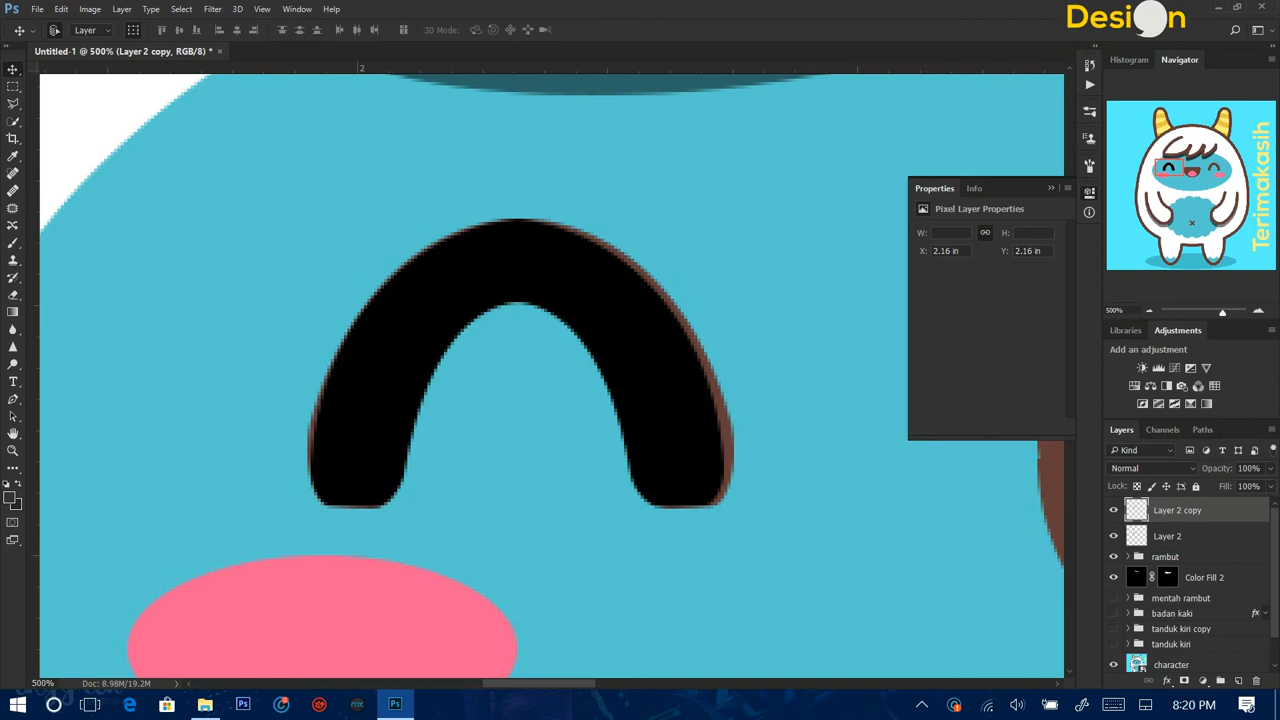 File Edit Image Layer Type Select Filter 3D View Window Help
Design
Layer
3D Mode:
Untitled-1 @ 500% (Layer 2 copy, RGB/8) *
2
Histogram Navigator
Terimakasih
Properties Info
Pixel Layer Properties
W: H:
X: 2.16 in Y: 2.16 in
500%
Libraries Adjustments
Add an adjustment
Layers Channels Paths
Kind
Normal Opacity: 100%
Lock: Fill: 100%
Layer 2 copy
Layer 2
rambut
Color Fill 2
mentah rambut
badan kaki fx
tanduk kiri copy
tanduk kiri
character
fx
500% Doc: 8.98M/19.2M
8:20 PM